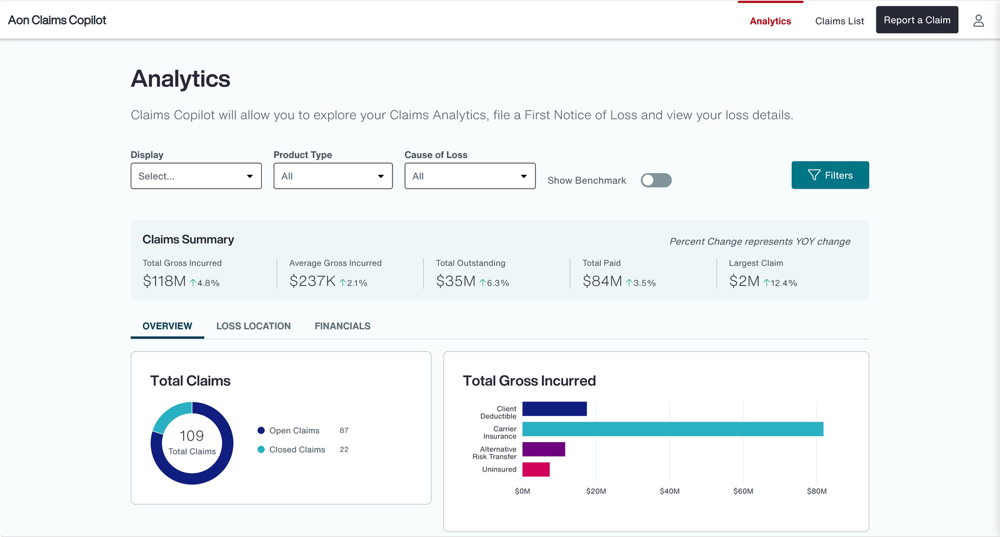 Aon Claims Copilot
Analytics
Claims List
Report a Claim
Analytics
Claims Copilot will allow you to explore your Claims Analytics, file a First Notice of Loss and view your loss details.
Display
Product Type
Cause of Loss
Select...
All
All
Show Benchmark
Filters
Claims Summary
Percent Change represents YOY change
Total Gross Incurred
$118M ↑4.8%
Average Gross Incurred
$237K ↑2.1%
Total Outstanding
$35M ↑6.3%
Total Paid
$84M ↑3.5%
Largest Claim
$2M ↑12.4%
OVERVIEW
LOSS LOCATION
FINANCIALS
Total Claims
109
Total Claims
Open Claims 87
Closed Claims 22
Total Gross Incurred
Client
Deductible
Carrier
Insurance
Alternative
Risk Transfer
Uninsured
$0M
$20M
$40M
$60M
$80M